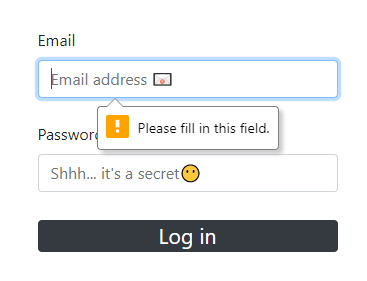 Email
Email address 📧
Please fill in this field.
Password
Shhh... it's a secret😶
Log in